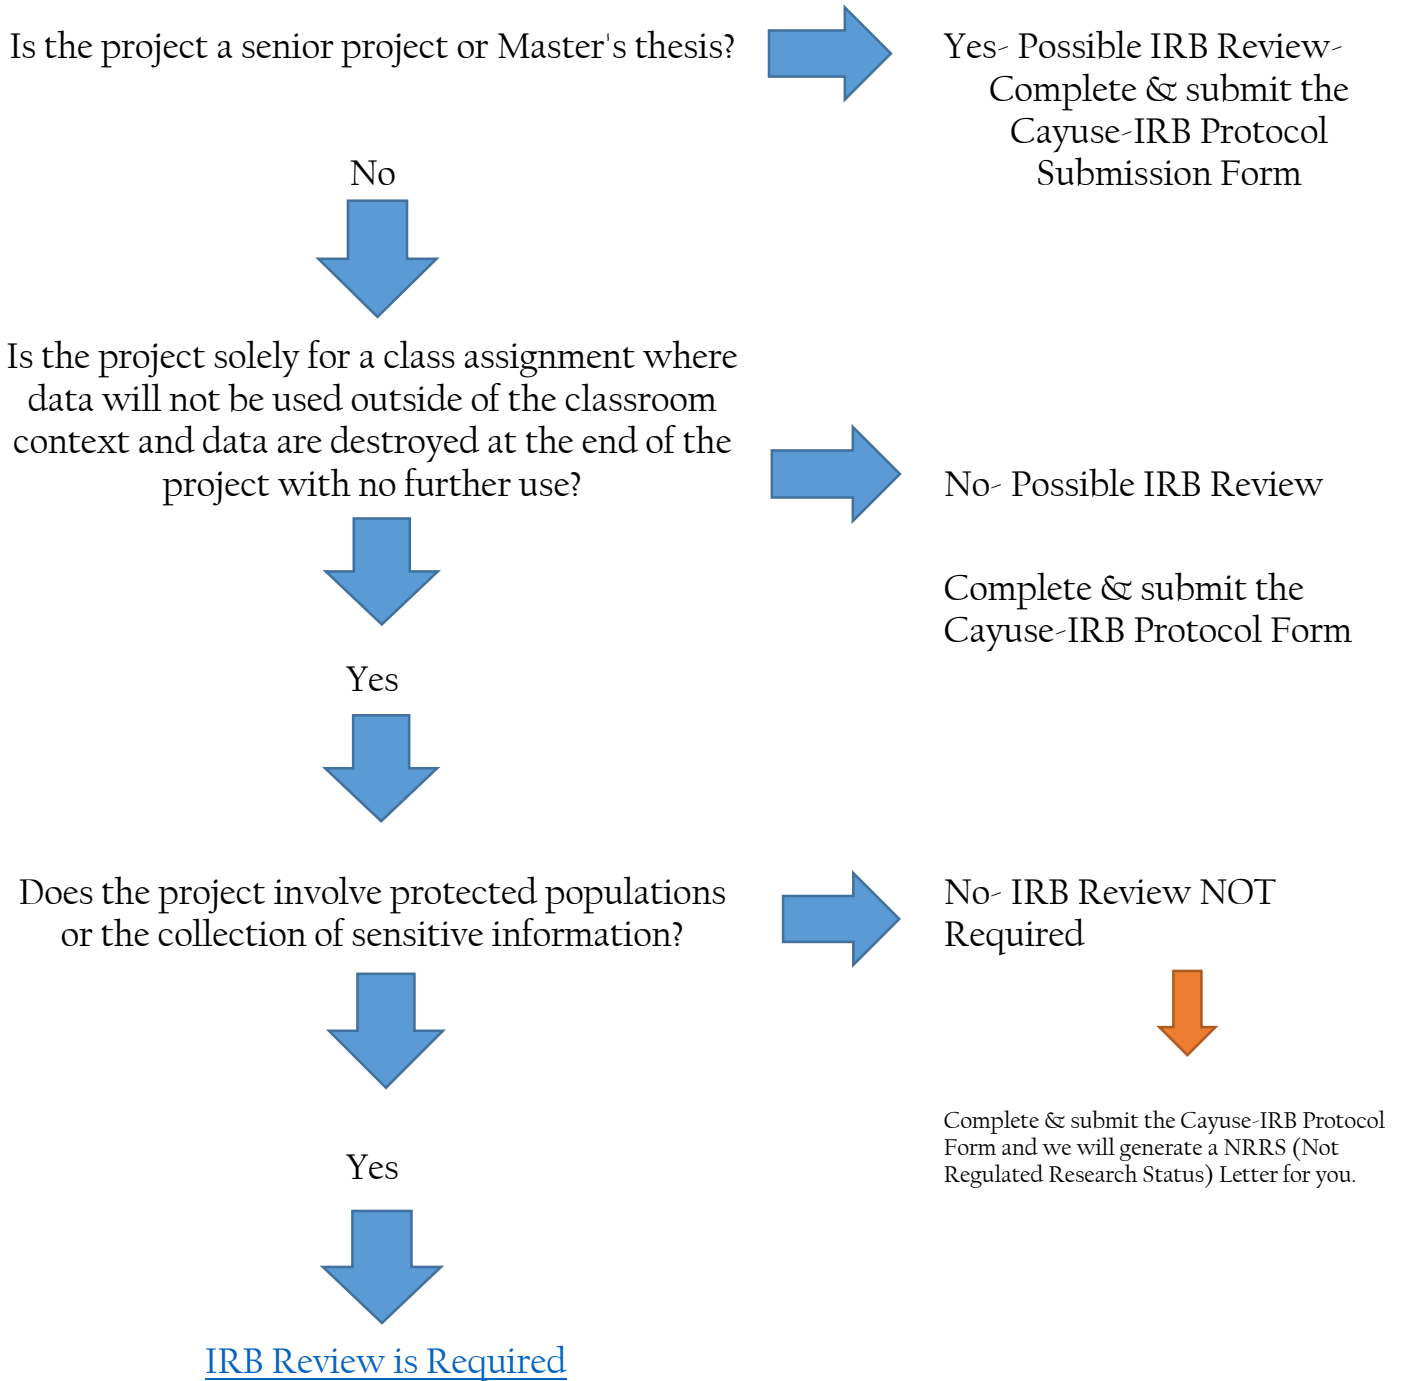 Is the project a senior project or Master's thesis?
Yes- Possible IRB Review-
Complete & submit the
Cayuse-IRB Protocol
Submission Form
No
Is the project solely for a class assignment where
data will not be used outside of the classroom
context and data are destroyed at the end of the
project with no further use?
No- Possible IRB Review
Complete & submit the
Cayuse-IRB Protocol Form
Yes
Does the project involve protected populations
or the collection of sensitive information?
No- IRB Review NOT
Required
Complete & submit the Cayuse-IRB Protocol
Form and we will generate a NRRS (Not
Regulated Research Status) Letter for you.
Yes
IRB Review is Required